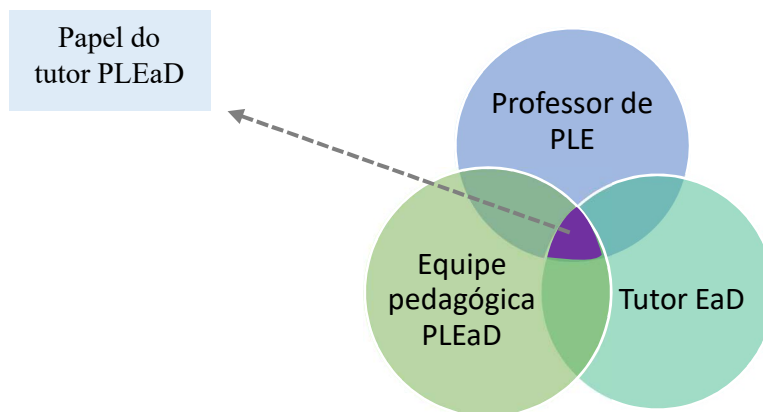 Papel do
tutor PLEaD
Professor de
PLE
Equipe
pedagógica
PLEaD
Tutor EaD